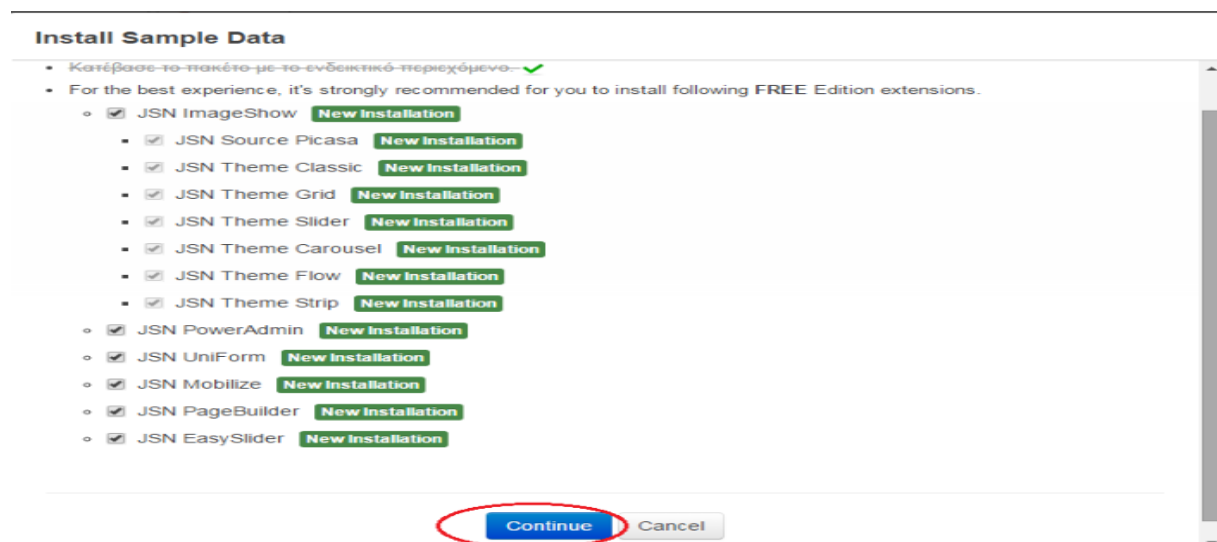 Install Sample Data
Κατέβασε το πακέτο με το ενδεικτικό περιεχόμενο.
For the best experience, it's strongly recommended for you to install following FREE Edition extensions.
JSN ImageShow New Installation
JSN Source Picasa New Installation
JSN Theme Classic New Installation
JSN Theme Grid New Installation
JSN Theme Slider New Installation
JSN Theme Carousel New Installation
JSN Theme Flow New Installation
JSN Theme Strip New Installation
JSN PowerAdmin New Installation
JSN UniForm New Installation
JSN Mobilize New Installation
JSN PageBuilder New Installation
JSN EasySlider New Installation
Continue Cancel